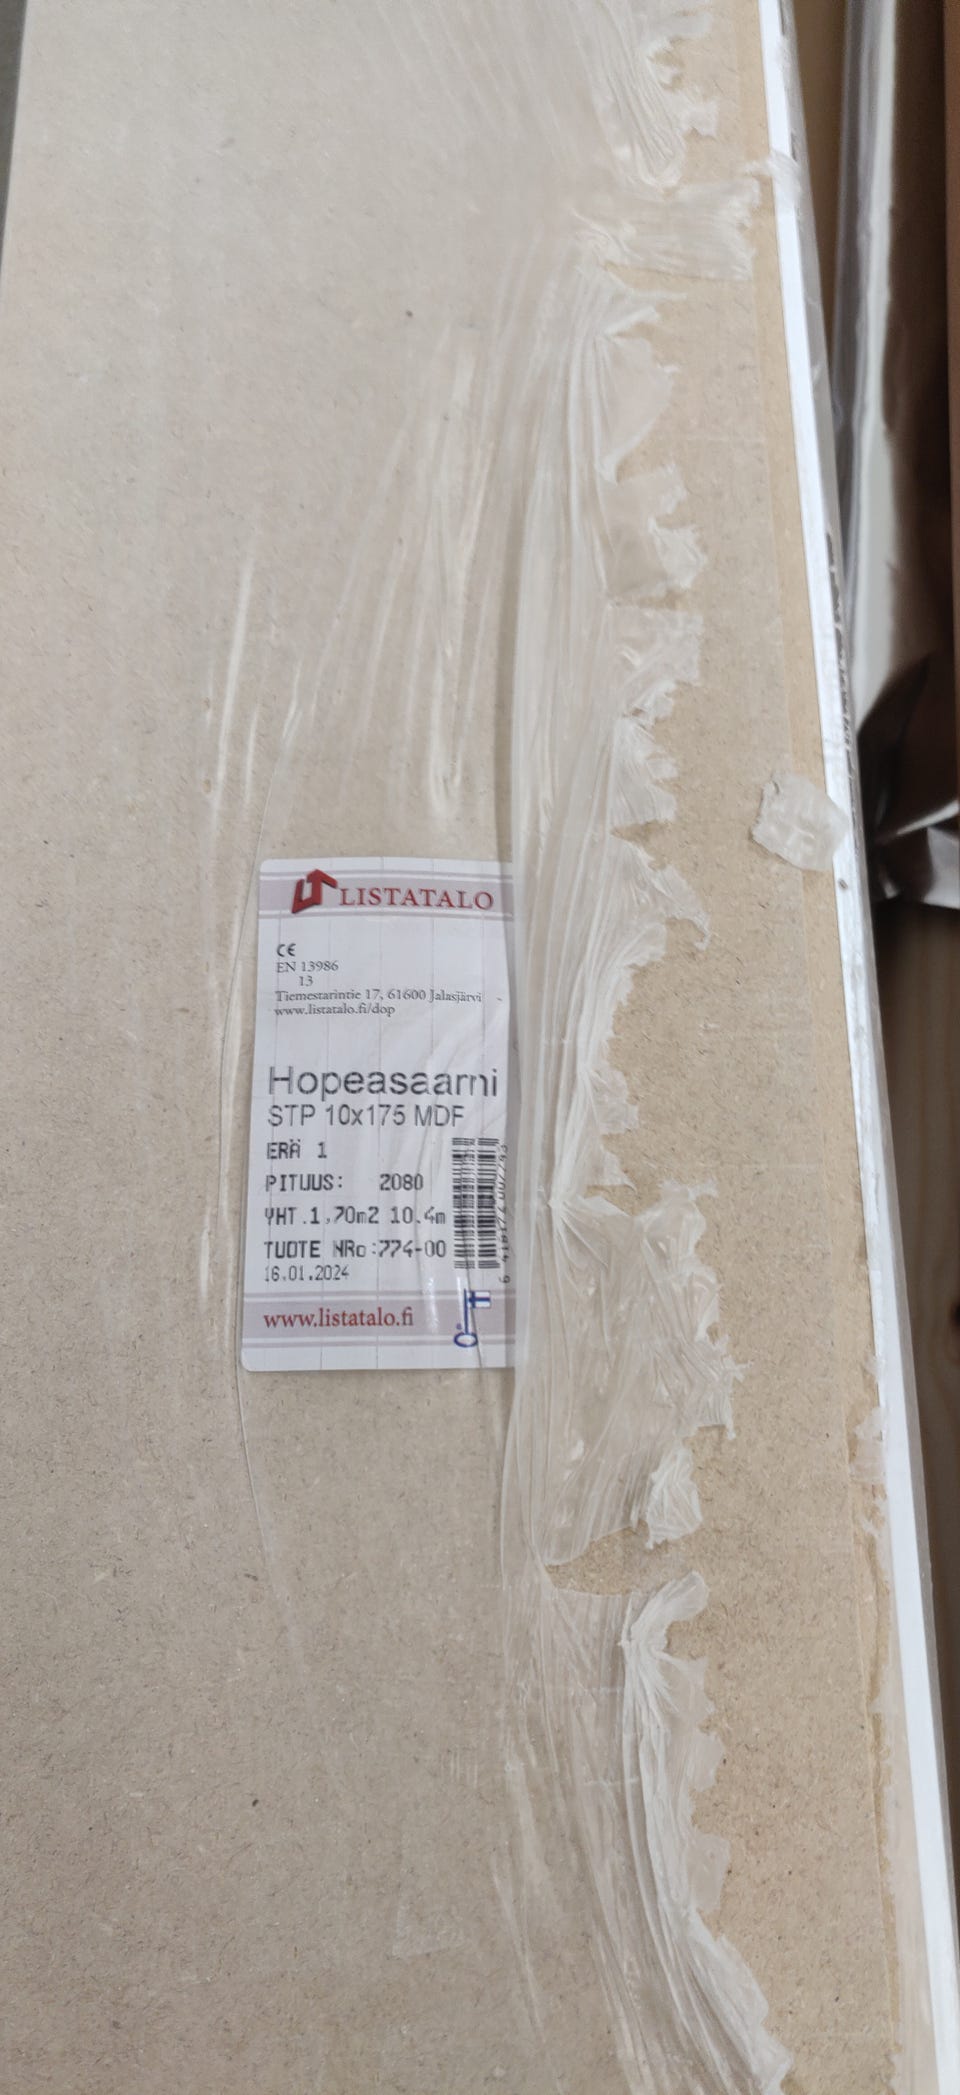 LISTATALO
CE
EN 13986
13
Tiemestarintie 17, 61600 Jalasjärvi
www.listatalo.fi/dop
Hopeasaarni
STP 10x175 MDF
ERÄ 1
PITUUS: 2080
YHT.1,70m2 10.4m
TUOTE NRo:774-00
16.01.2024
www.listatalo.fi